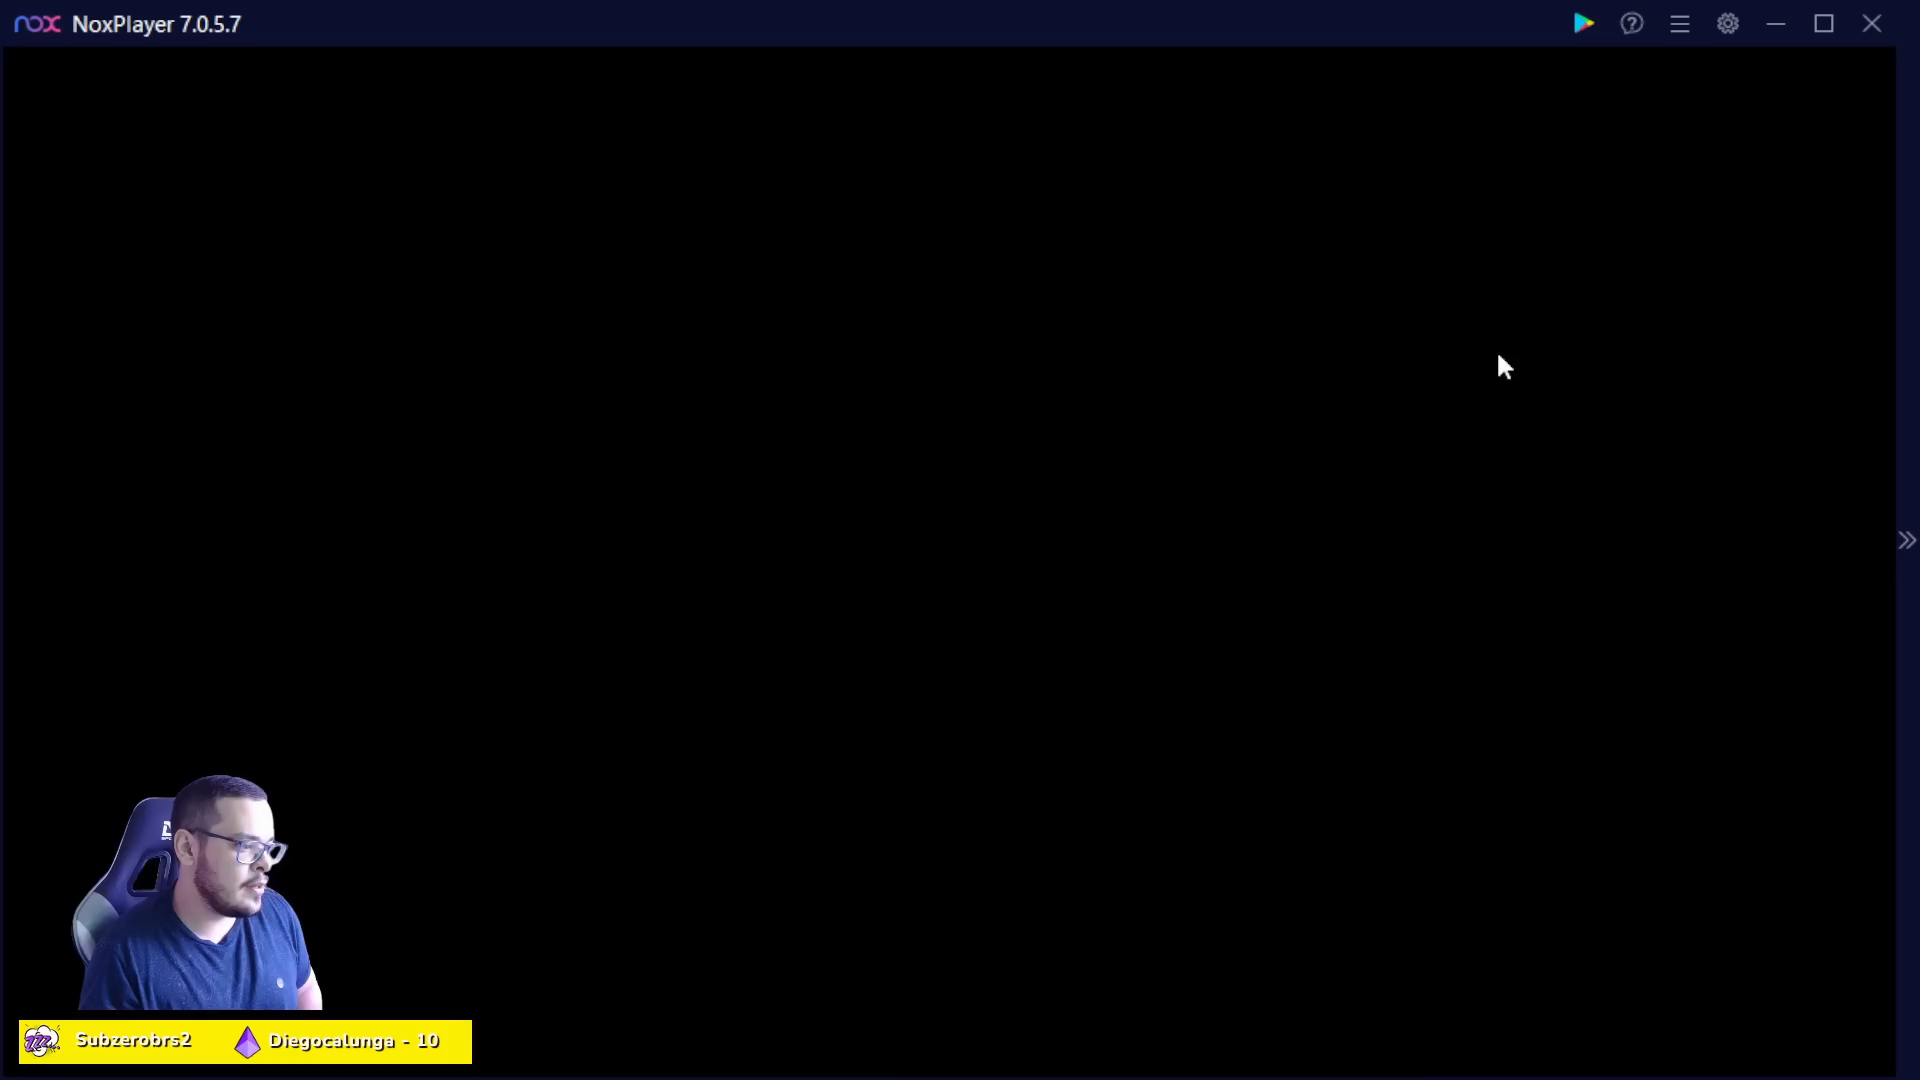 nox NoxPlayer 7.0.5.7
Subzerobrs2 Diegocalunga - 10